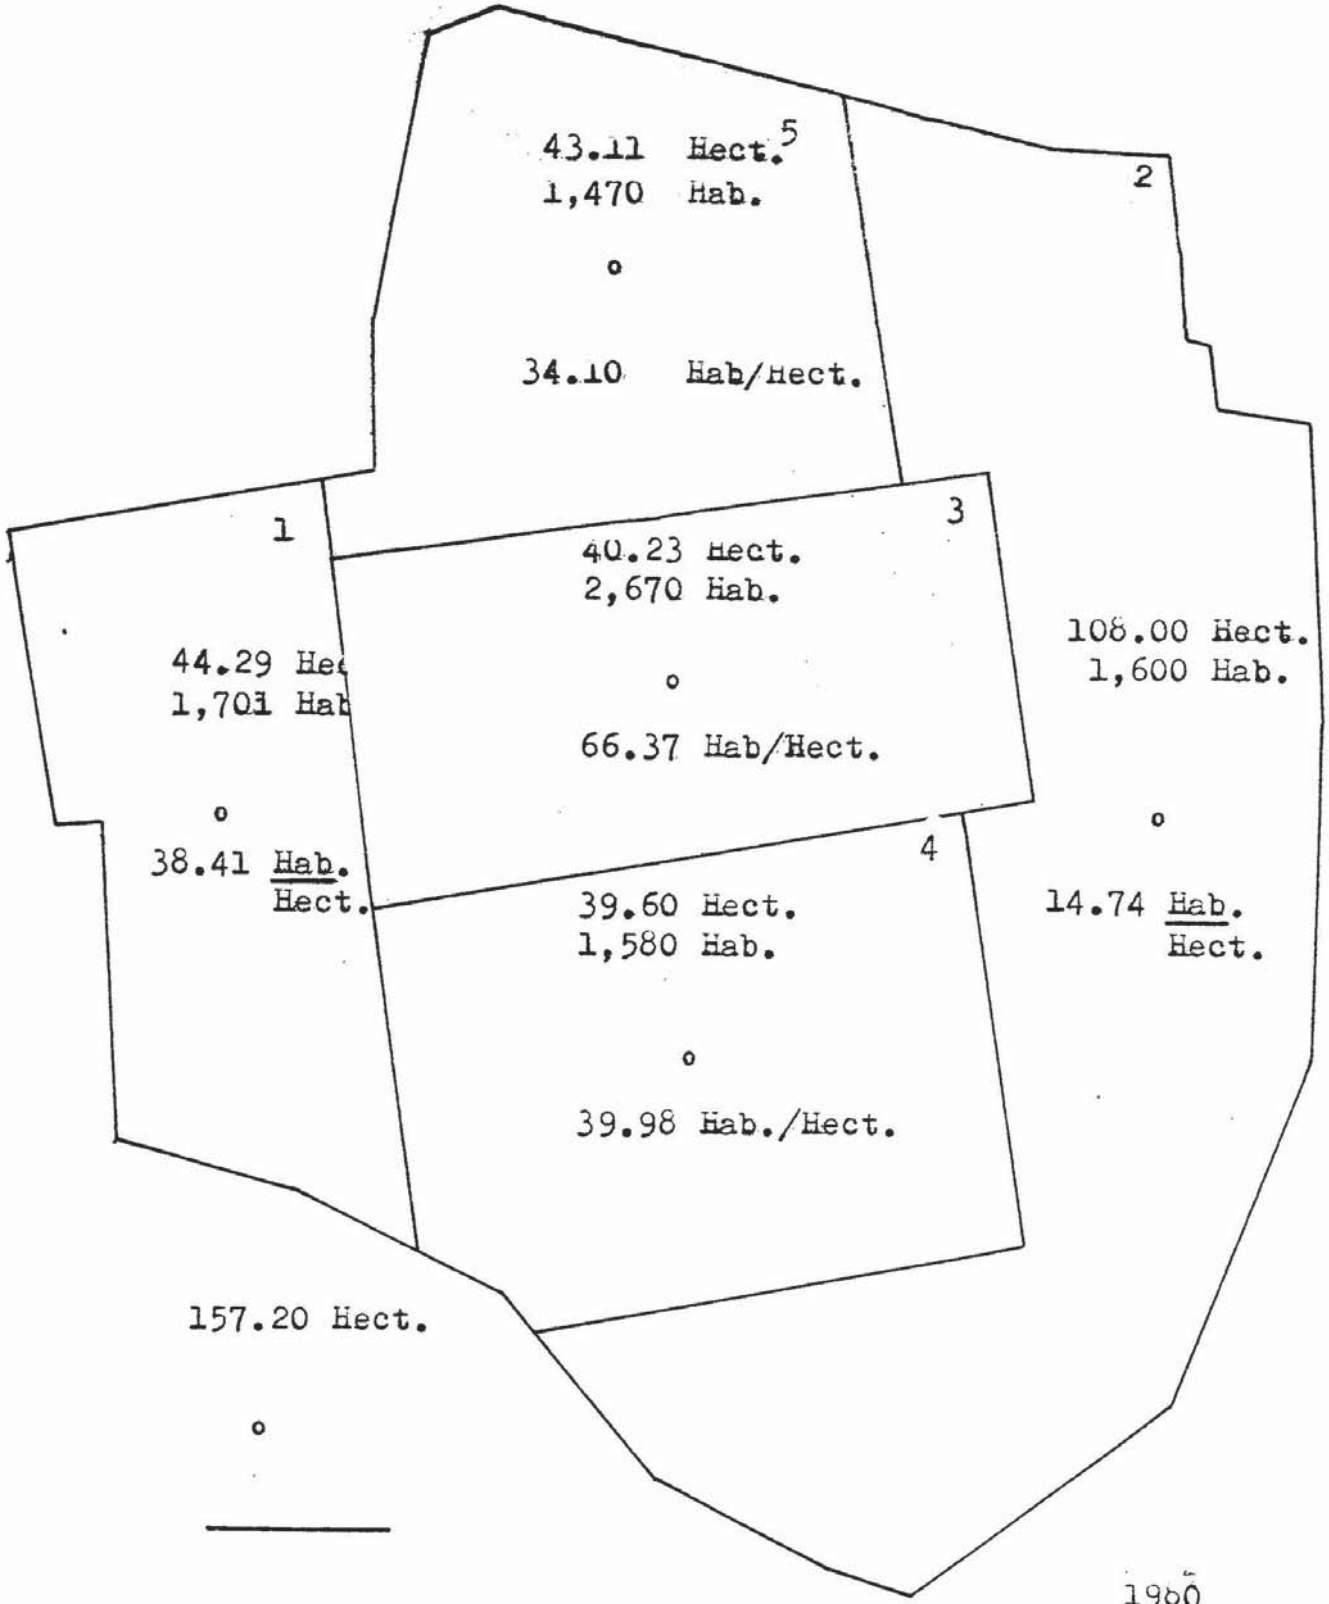 5
43.11 Hect.
1,470 Hab.
34.10 Hab/Hect.
2
1
44.29 Hec
1,701 Hab
38.41 Hab.
Hect.
3
40.23 Hect.
2,670 Hab.
66.37 Hab/Hect.
108.00 Hect.
1,600 Hab.
14.74 Hab.
Hect.
4
39.60 Hect.
1,580 Hab.
39.98 Hab./Hect.
157.20 Hect.